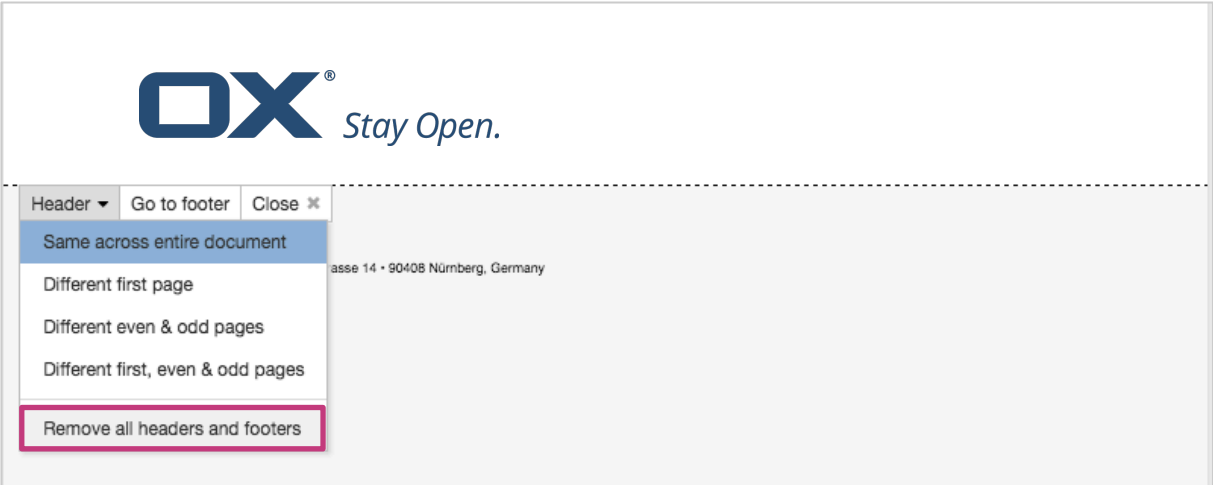 OX®
Stay Open.
Header Go to footer Close ×
Same across entire document
asse 14 • 90408 Nürnberg, Germany
Different first page
Different even & odd pages
Different first, even & odd pages
Remove all headers and footers